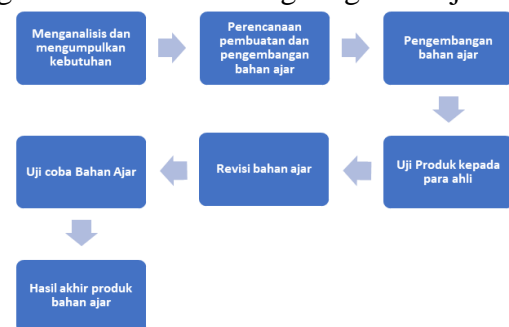 Menganalisis dan
mengumpulkan
kebutuhan
Perencanaan
pembuatan dan
pengembangan
bahan ajar
Pengembangan
bahan ajar
Uji Produk kepada
para ahli
Revisi bahan ajar
Uji coba Bahan Ajar
Hasil akhir produk
bahan ajar